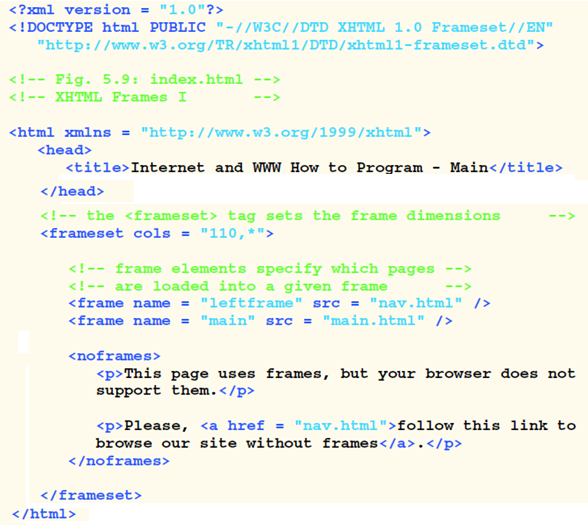 <?xml version = "1.0"?>
<!DOCTYPE html PUBLIC "-//W3C//DTD XHTML 1.0 Frameset//EN"
"http://www.w3.org/TR/xhtml1/DTD/xhtml1-frameset.dtd">
<!-- Fig. 5.9: index.html -->
<!-- XHTML Frames I -->
<html xmlns = "http://www.w3.org/1999/xhtml">
<head>
<title>Internet and WWW How to Program - Main</title>
</head>
<!-- the <frameset> tag sets the frame dimensions -->
<frameset cols = "110,*">
<!-- frame elements specify which pages -->
<!-- are loaded into a given frame -->
<frame name = "leftframe" src = "nav.html" />
<frame name = "main" src = "main.html" />
<noframes>
<p>This page uses frames, but your browser does not
support them.</p>
<p>Please, <a href = "nav.html">follow this link to
browse our site without frames</a>.</p>
</noframes>
</frameset>
</html>